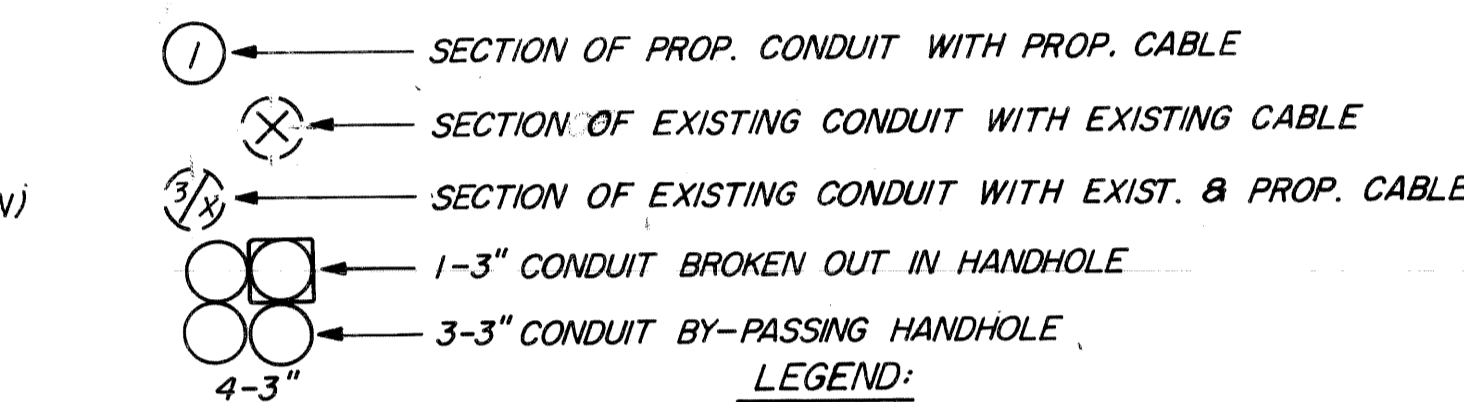 1 SECTION OF PROP. CONDUIT WITH PROP. CABLE
X SECTION OF EXISTING CONDUIT WITH EXISTING CABLE
3/X SECTION OF EXISTING CONDUIT WITH EXIST. & PROP. CABLE
1-3" CONDUIT BROKEN OUT IN HANDHOLE
3-3" CONDUIT BY-PASSING HANDHOLE
4-3"
LEGEND: